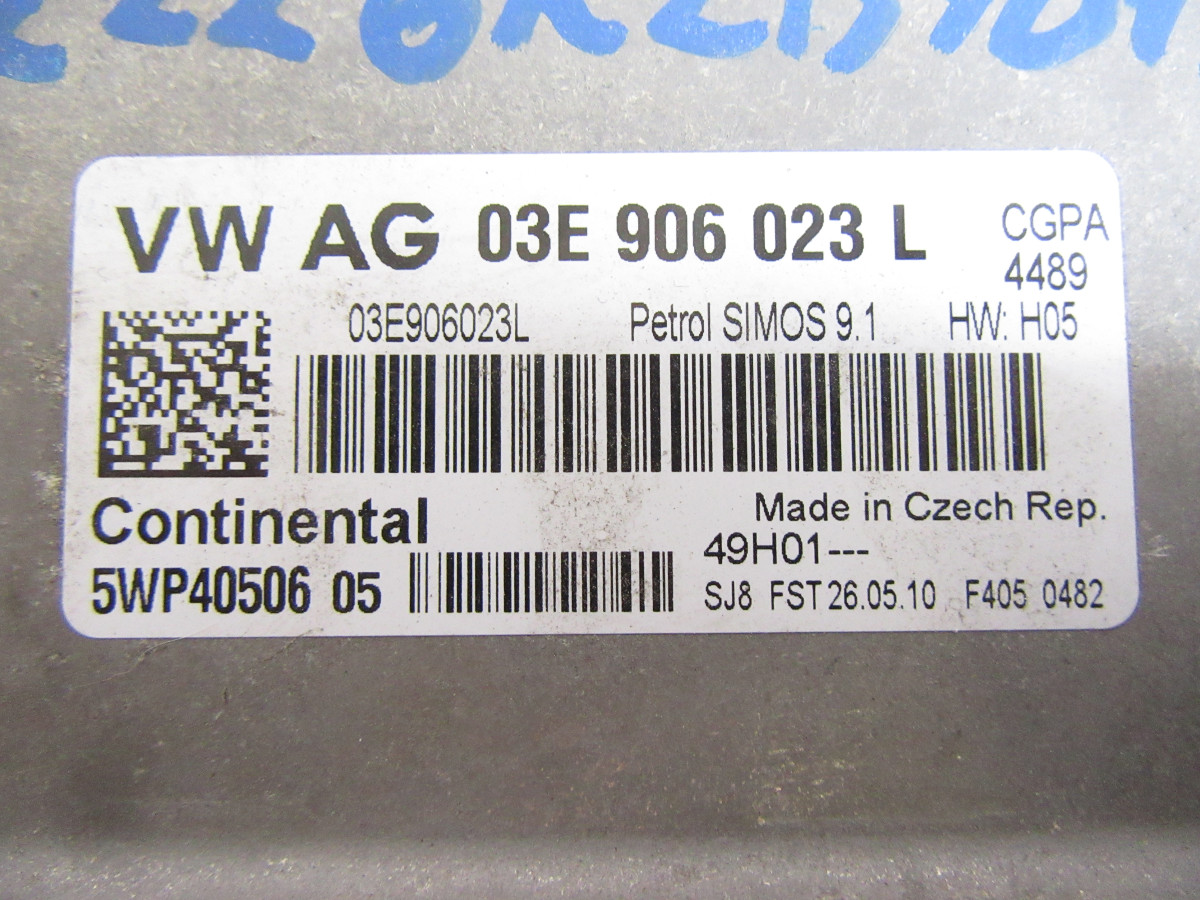 VW AG 03E 906 023 L
CGPA
4489
03E906023L Petrol SIMOS 9.1 HW: H05
Continental
Made in Czech Rep.
49H01---
5WP40506 05
SJ8 FST 26.05.10 F405 0482